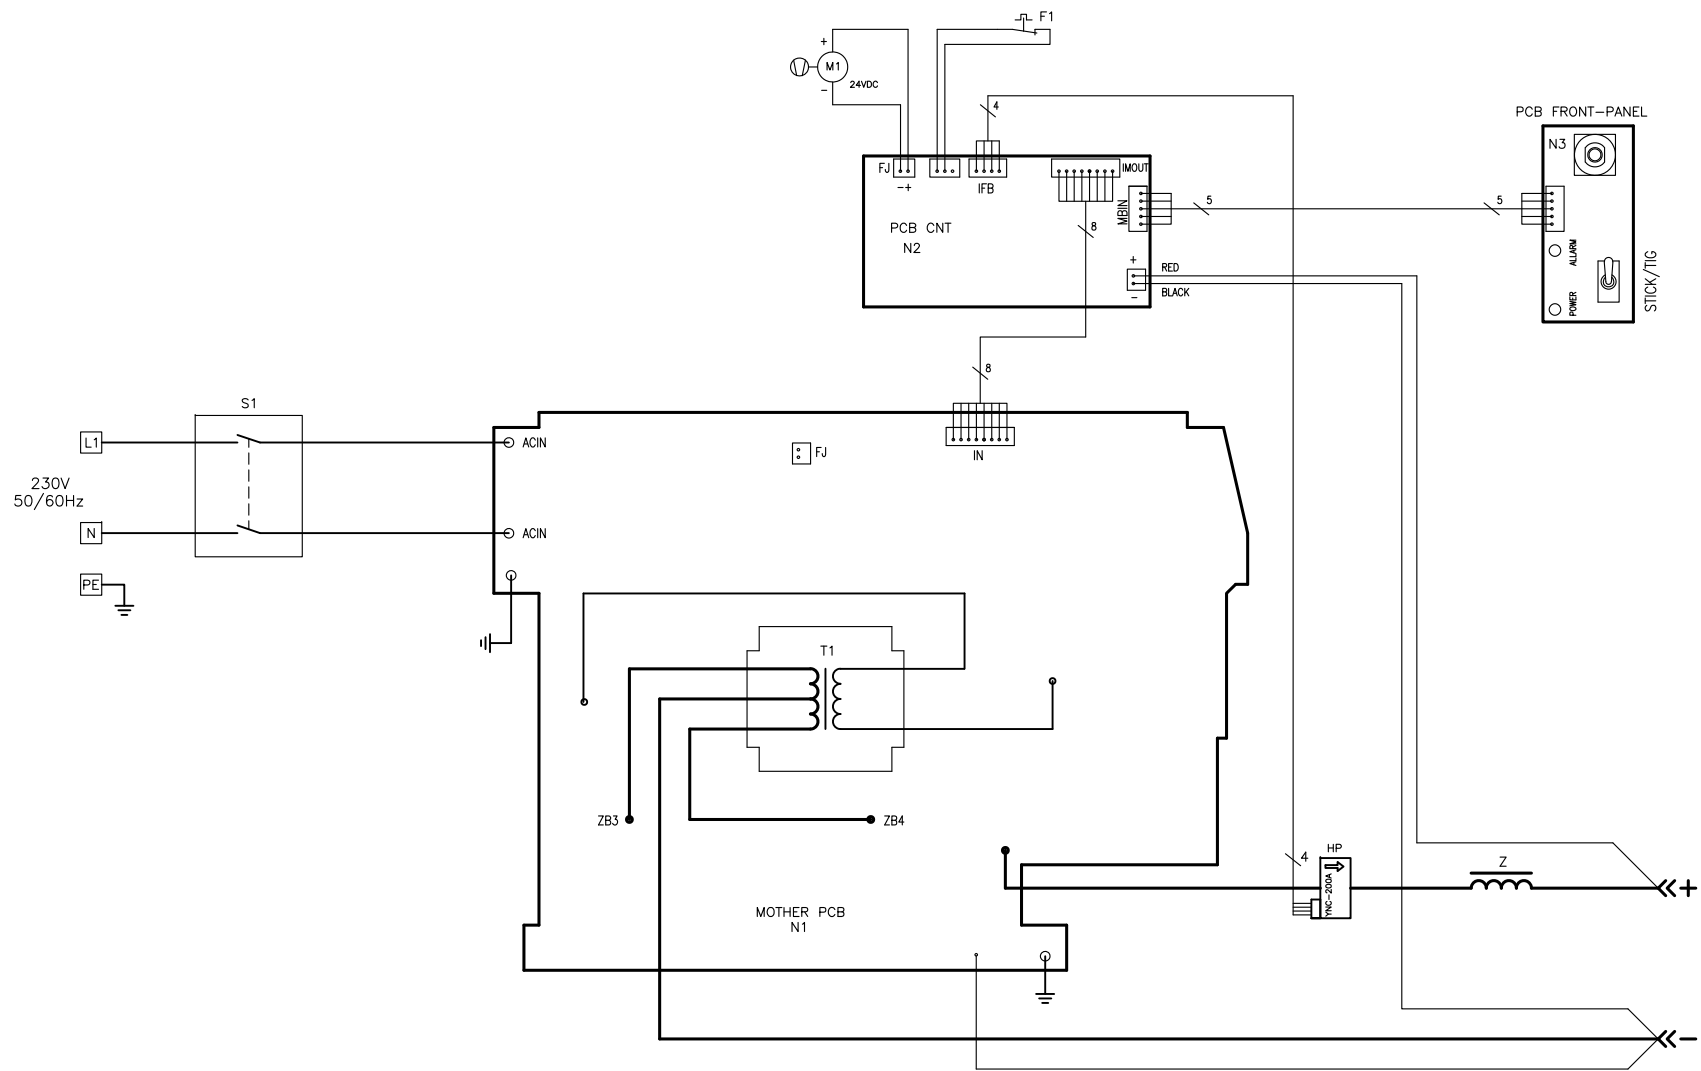 F1
+
M1
-
24VDC
4
PCB FRONT-PANEL
N3
FJ
-+
IFB
IMOUT
MBIN
5
5
PCB CNT
N2
8
ALLARM
POWER
STICK/TIG
+
RED
-
BLACK
8
S1
L1
ACIN
FJ
IN
230V
50/60Hz
N
ACIN
PE
T1
ZB3
ZB4
HP
4
YNC-200A
Z
+
MOTHER PCB
N1
-